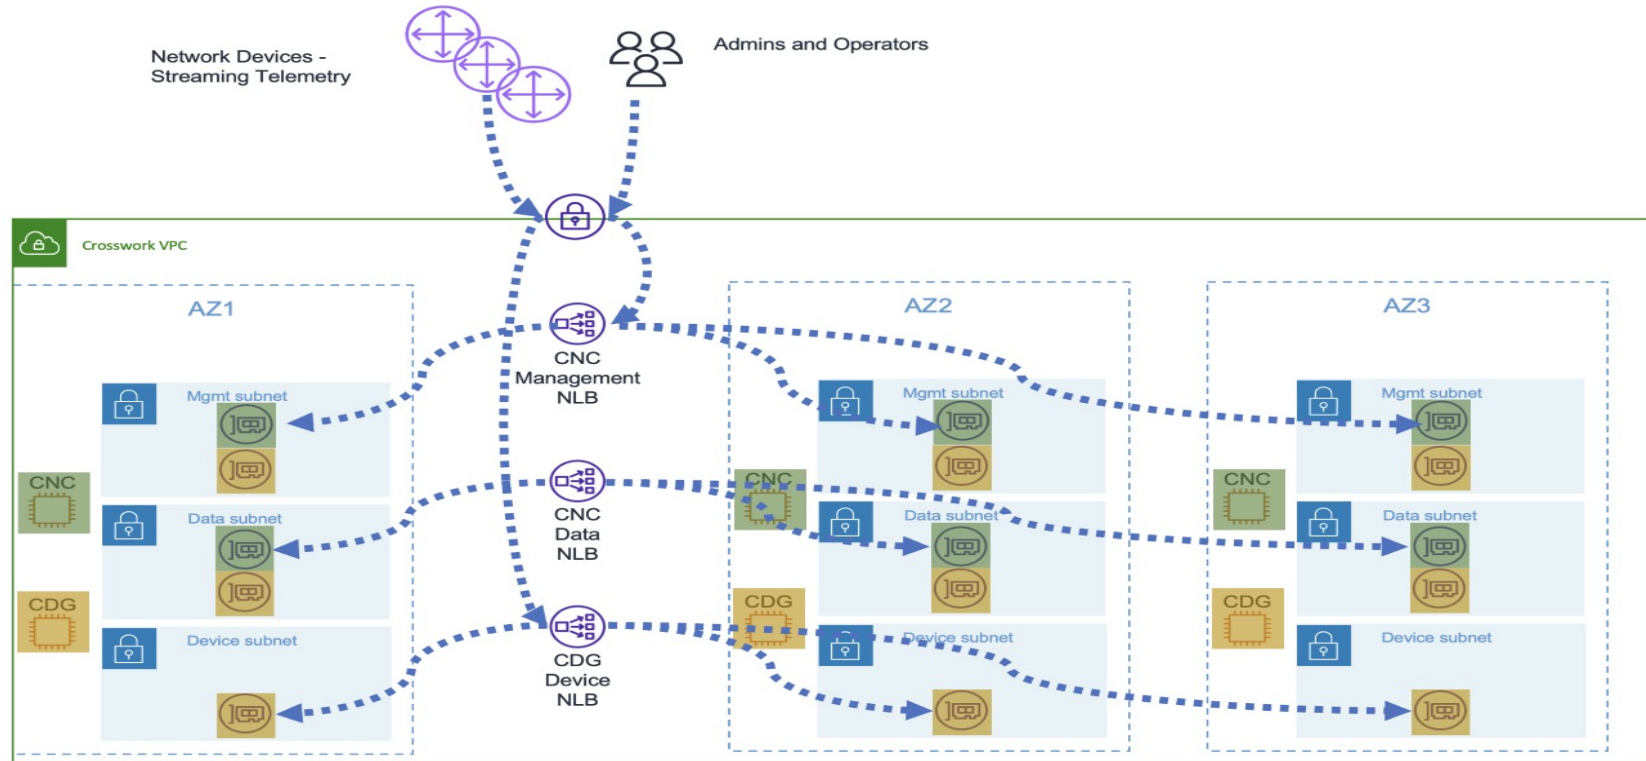 Network Devices -
Streaming Telemetry
Admins and Operators
Crosswork VPC
AZ1
AZ2
AZ3
CNC
Management
NLB
Mgmt subnet
Mgmt subnet
Mgmt subnet
CNC
CNC
CNC
CNC
Data
NLB
Data subnet
Data subnet
Data subnet
CDG
CDG
CDG
CDG
Device
NLB
Device subnet
Device subnet
Device subnet